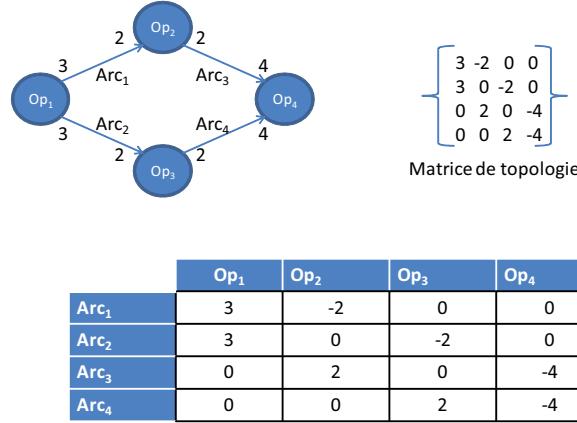 Op2
2 2
3 4
Arc1 Arc3
Op1 Op4
Arc2 Arc4
3 4
2 2
Op3
3 -2 0 0
3 0 -2 0
0 2 0 -4
0 0 2 -4
Matrice de topologie
Op1 Op2 Op3 Op4
Arc1 3 -2 0 0
Arc2 3 0 -2 0
Arc3 0 2 0 -4
Arc4 0 0 2 -4